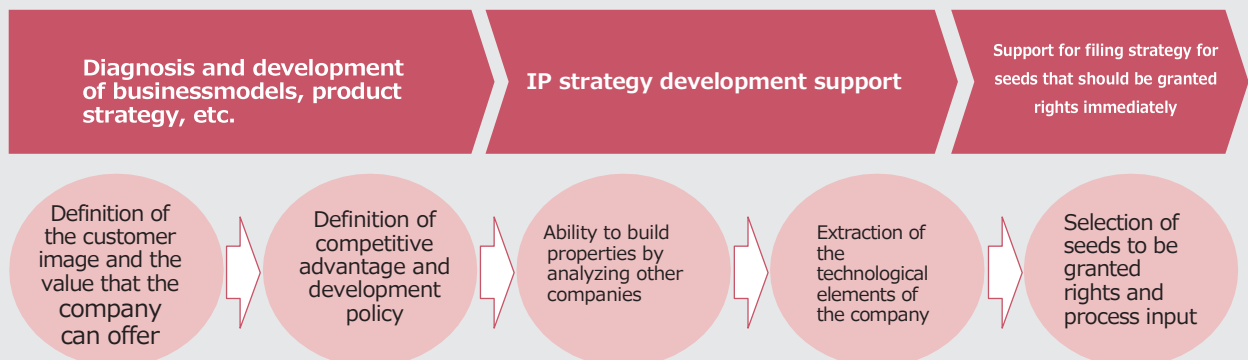 Diagnosis and development
of businessmodels, product
strategy, etc.
IP strategy development support
Support for filing strategy for
seeds that should be granted
rights immediately
Definition of
the customer
image and the
value that the
company
can offer
Definition of
competitive
advantage and
development
policy
Ability to build
properties by
analyzing other
companies
Extraction of
the
technological
elements of
the company
Selection of
seeds to be
granted
rights and
process input